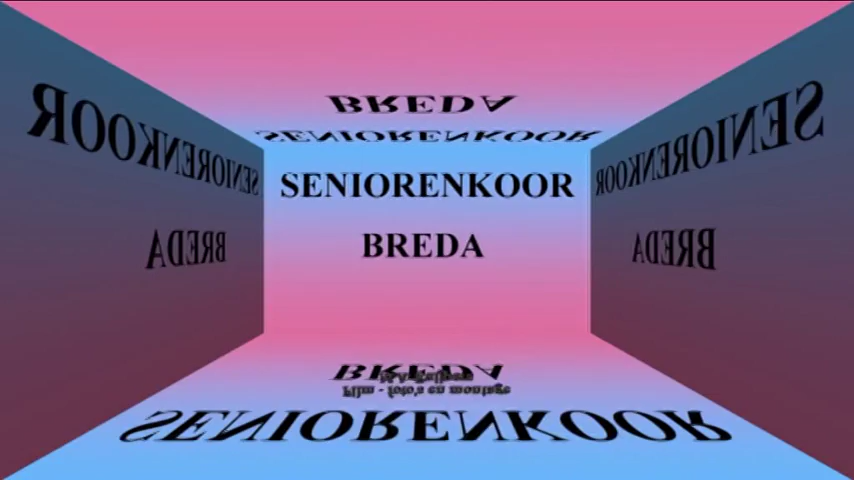 BREDA
SENIORENKOOR
SENIORENKOOR
SENIORENKOOR
SENIORENKOOR
BREDA
BREDA
BREDA
BREDA
Film - foto,s en montage
SENIORENKOOR